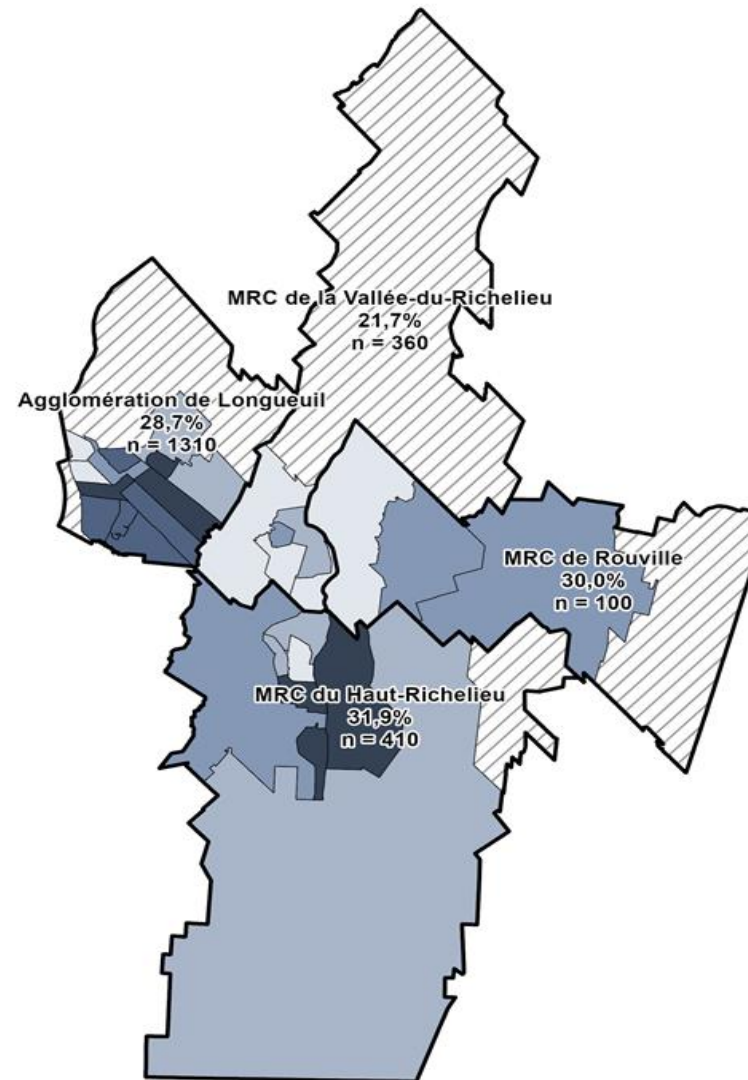 MRC de la Vallée-du-Richelieu
21,7%
n = 360
Agglomération de Longueuil
28,7%
n = 1310
MRC de Rouville
30,0%
n = 100
MRC du Haut-Richelieu
31,9%
n = 410